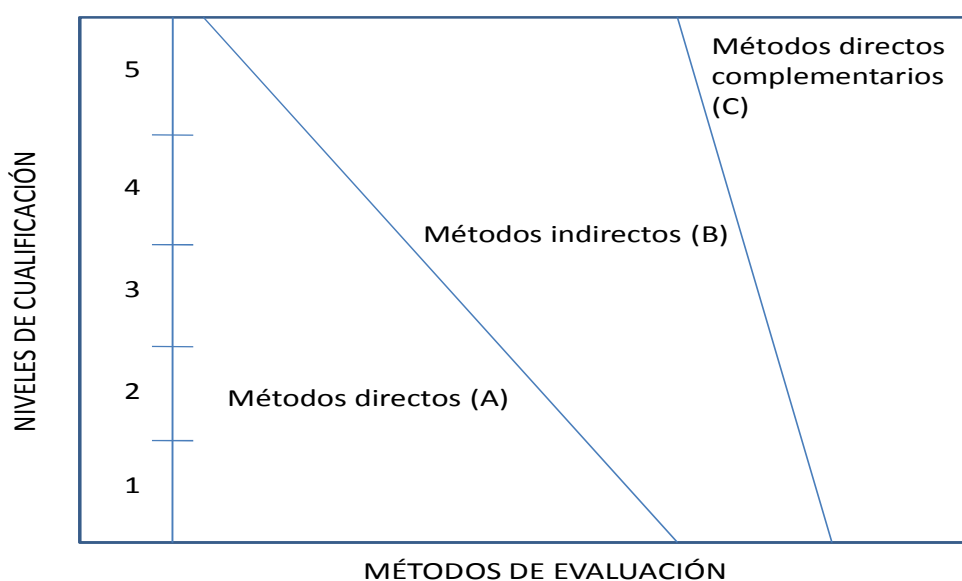 Métodos directos
complementarios
(C)
5
4
Métodos indirectos (B)
3
2
Métodos directos (A)
1
NIVELES DE CUALIFICACIÓN
MÉTODOS DE EVALUACIÓN